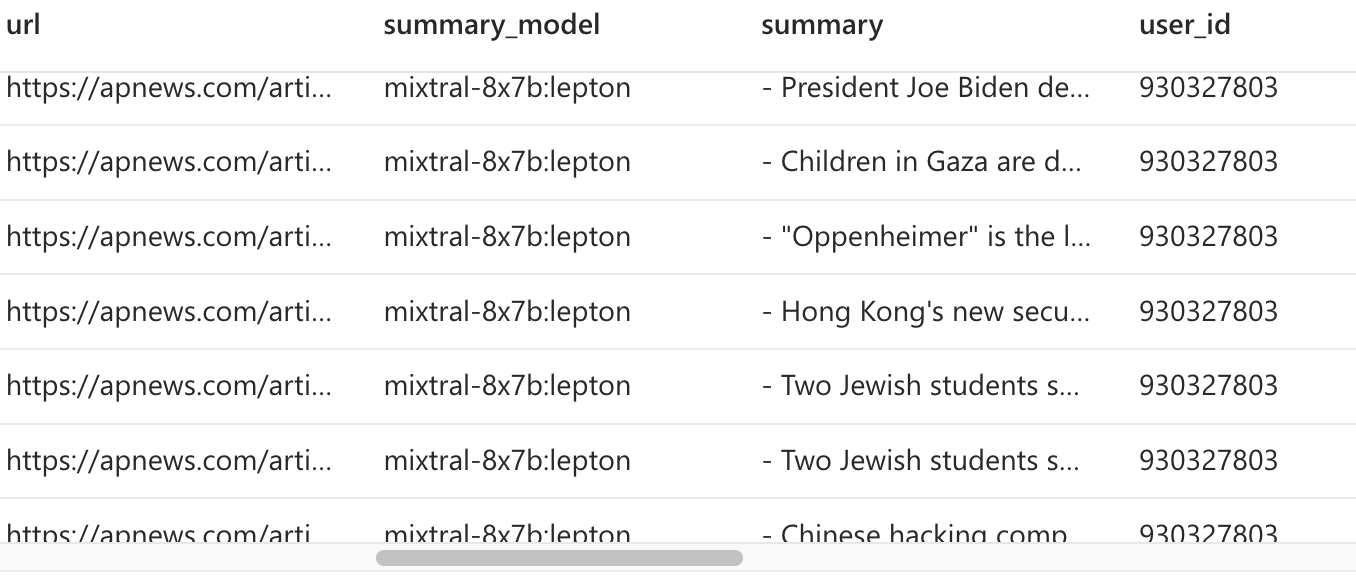 url summary_model summary user_id
https://apnews.com/arti... mixtral-8x7b:lepton - President Joe Biden de... 930327803
https://apnews.com/arti... mixtral-8x7b:lepton - Children in Gaza are d... 930327803
https://apnews.com/arti... mixtral-8x7b:lepton - "Oppenheimer" is the l... 930327803
https://apnews.com/arti... mixtral-8x7b:lepton - Hong Kong's new secu... 930327803
https://apnews.com/arti... mixtral-8x7b:lepton - Two Jewish students s... 930327803
https://apnews.com/arti... mixtral-8x7b:lepton - Two Jewish students s... 930327803
https://apnews.com/arti mixtral-8x7b:lepton - Chinese hacking comp 930327803